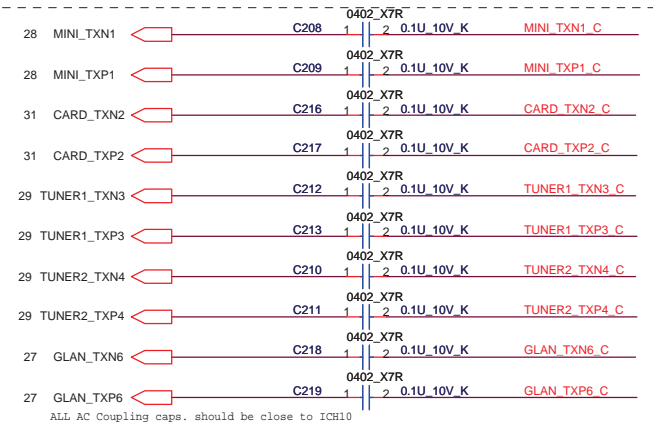 0402_X7R
28 MINI_TXN1 C208 1 2 0.1U_10V_K MINI_TXN1_C
0402_X7R
28 MINI_TXP1 C209 1 2 0.1U_10V_K MINI_TXP1_C
0402_X7R
31 CARD_TXN2 C216 1 2 0.1U_10V_K CARD_TXN2_C
0402_X7R
31 CARD_TXP2 C217 1 2 0.1U_10V_K CARD_TXP2_C
0402_X7R
29 TUNER1_TXN3 C212 1 2 0.1U_10V_K TUNER1_TXN3_C
0402_X7R
29 TUNER1_TXP3 C213 1 2 0.1U_10V_K TUNER1_TXP3_C
0402_X7R
29 TUNER2_TXN4 C210 1 2 0.1U_10V_K TUNER2_TXN4_C
0402_X7R
29 TUNER2_TXP4 C211 1 2 0.1U_10V_K TUNER2_TXP4_C
0402_X7R
27 GLAN_TXN6 C218 1 2 0.1U_10V_K GLAN_TXN6_C
0402_X7R
27 GLAN_TXP6 C219 1 2 0.1U_10V_K GLAN_TXP6_C
ALL AC Coupling caps. should be close to ICH10